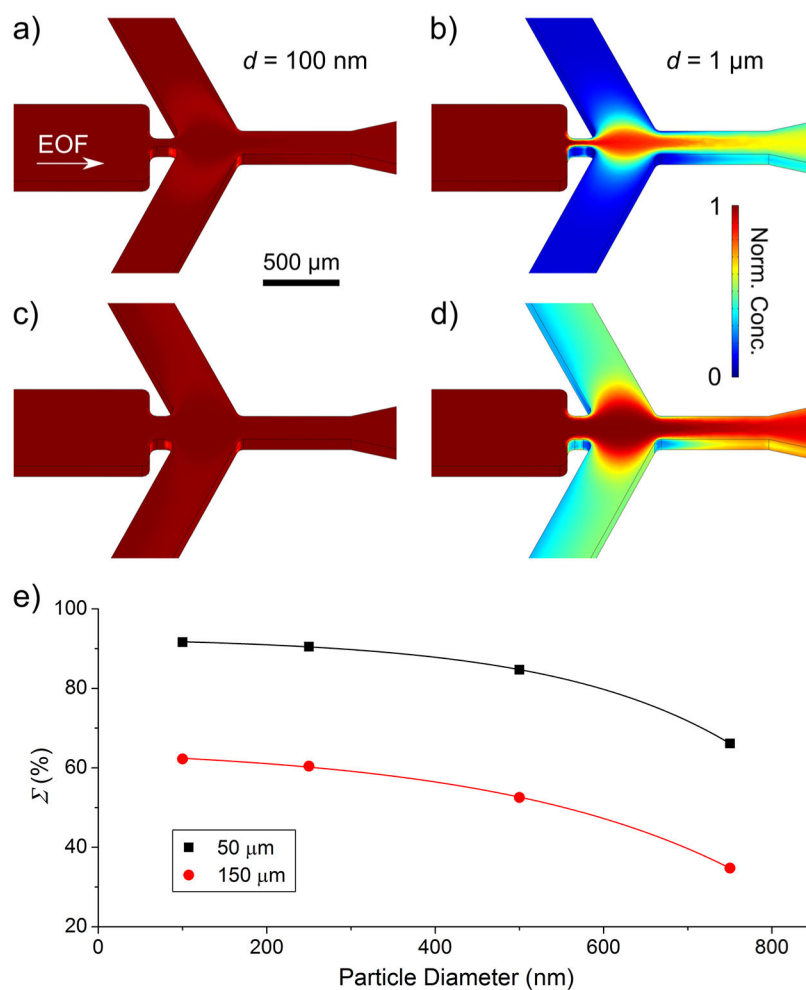 a)
d = 100 nm
EOF
500 μm
b)
d = 1 μm
1
Norm. Conc.
0
c)
d)
e)
100
80
60
40
20
Σ (%)
50 μm
150 μm
0
200
400
600
800
Particle Diameter (nm)